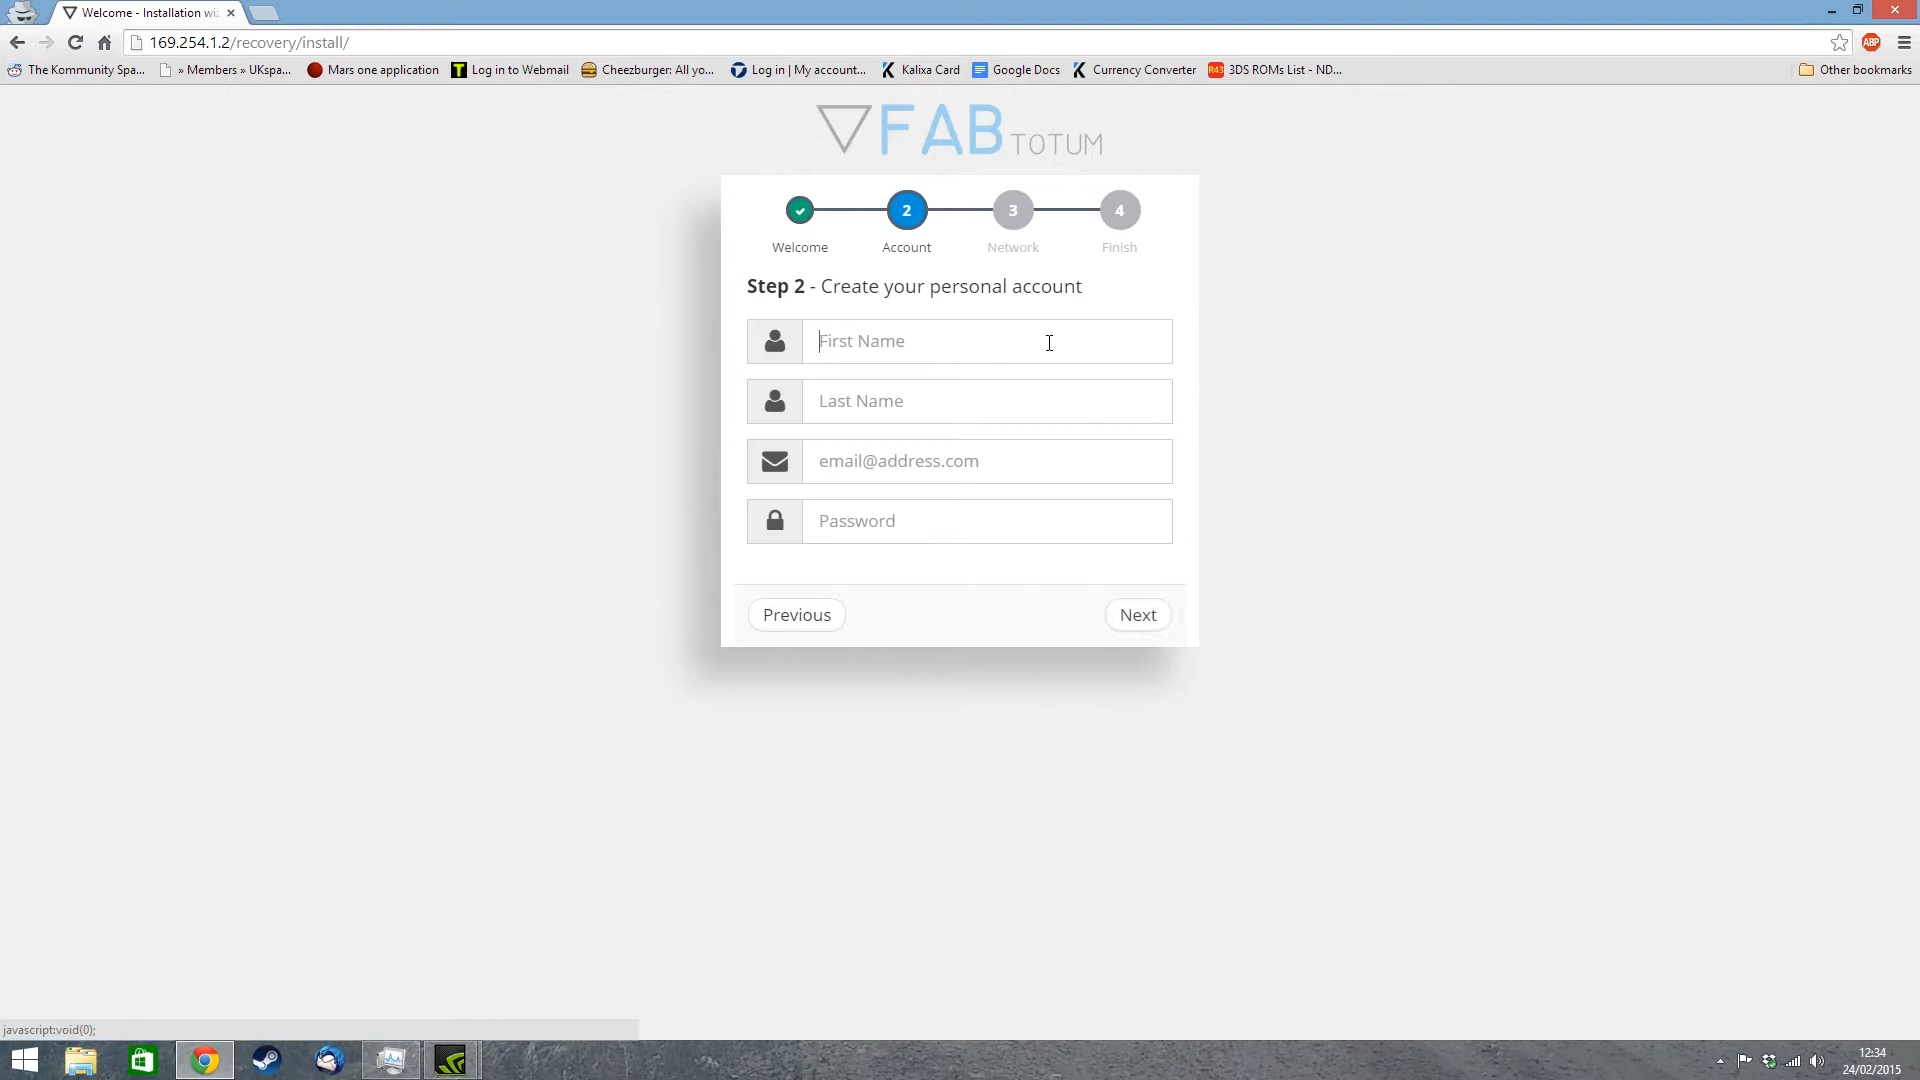 Welcome - Installation wi
169.254.1.2/recovery/install/
ABP
The Kommunity Spa...
» Members » UKspa...
Mars one application
T Log in to Webmail
Cheezburger: All yo...
Log in | My account...
K Kalixa Card
Google Docs
K Currency Converter
R43 3DS ROMs List - ND...
Other bookmarks
FAB TOTUM
2 3 4
Welcome Account Network Finish
Step 2 - Create your personal account
First Name
Last Name
email@address.com
Password
Previous Next
javascript:void(0);
12:34
24/02/2015